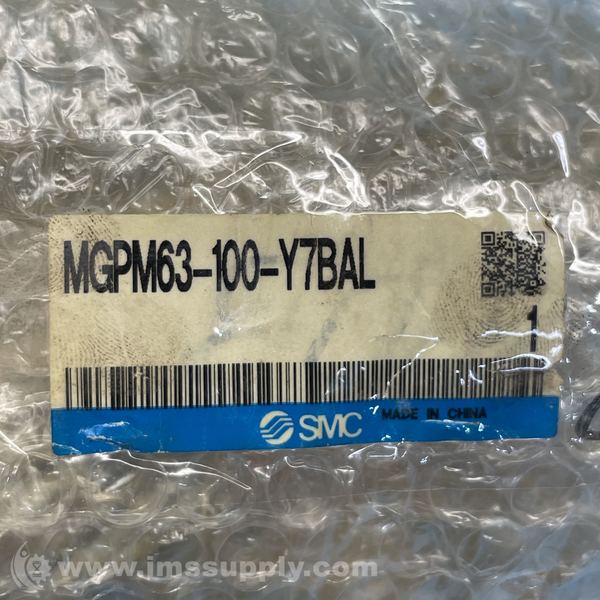 MGPM63-100-Y7BAL
1
SMC MADE IN CHINA
www.imssupply.com